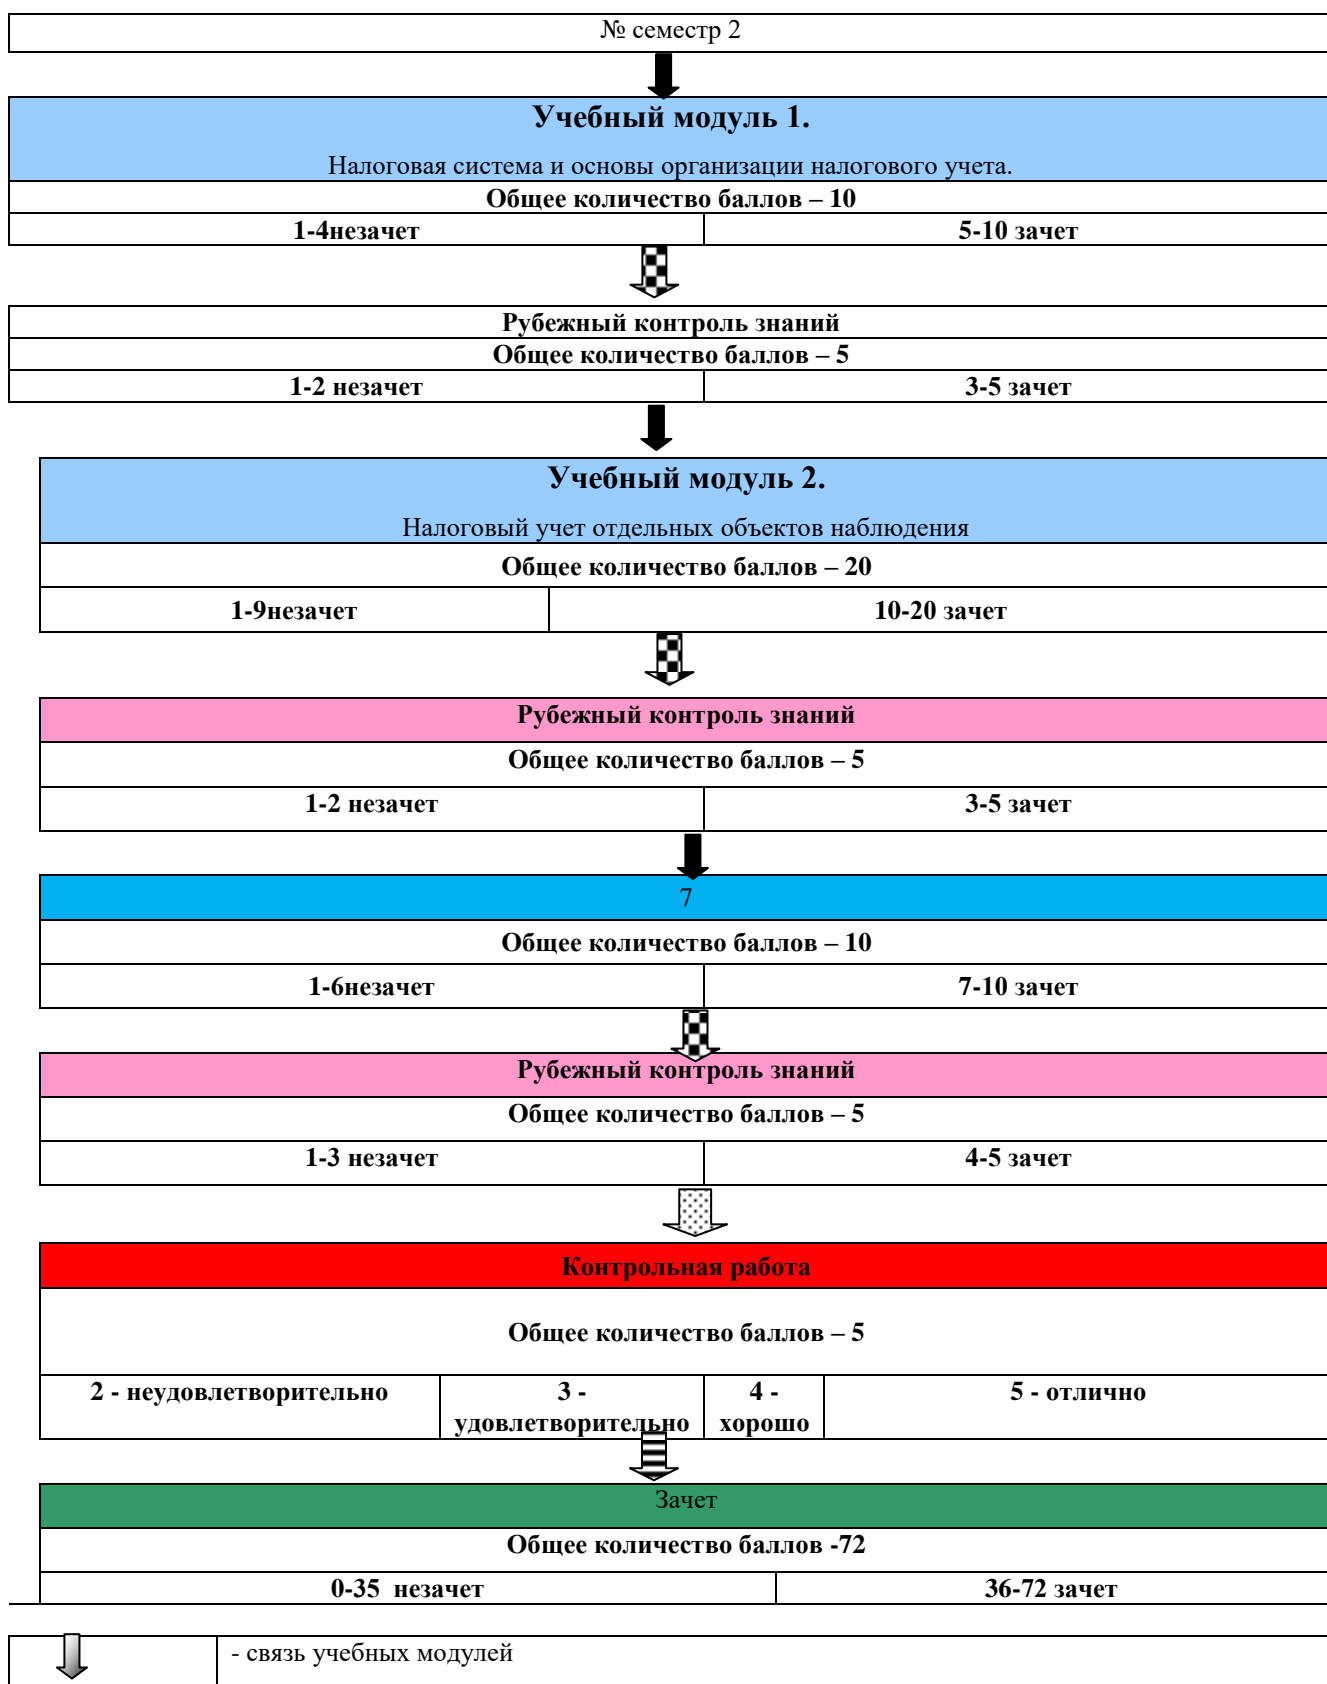 № семестр 2
Учебный модуль 1.
Налоговая система и основы организации налогового учета.
Общее количество баллов – 10
1-4незачет 5-10 зачет
Рубежный контроль знаний
Общее количество баллов – 5
1-2 незачет 3-5 зачет
Учебный модуль 2.
Налоговый учет отдельных объектов наблюдения
Общее количество баллов – 20
1-9незачет 10-20 зачет
Рубежный контроль знаний
Общее количество баллов – 5
1-2 незачет 3-5 зачет
7
Общее количество баллов – 10
1-6незачет 7-10 зачет
Рубежный контроль знаний
Общее количество баллов – 5
1-3 незачет 4-5 зачет
Контрольная работа
Общее количество баллов – 5
2 - неудовлетворительно
3 -
удовлетворительно
4 -
хорошо
5 - отлично
Зачет
Общее количество баллов -72
0-35 незачет 36-72 зачет
- связь учебных модулей